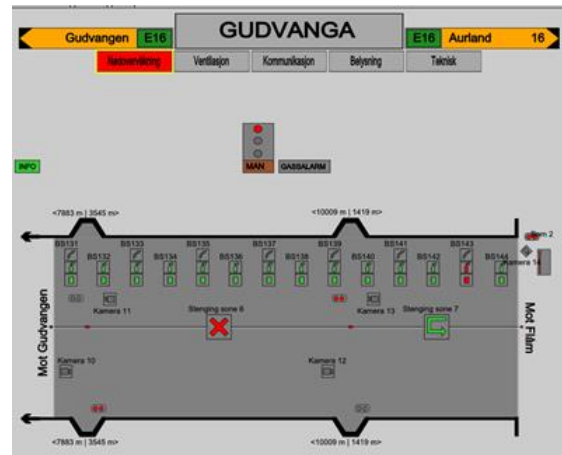 GUDVANGA
Gudvangen E16
E16 Aurland 16
Ventilasjon Kommunikasjon Belysning Teknisk
INFO
MAN GASSALARM
<7883 m | 3545 m>
<10009 m | 1419 m>
BS131 BS133 BS135 BS137 BS139 BS141 BS143
BS132 BS134 BS136 BS138 BS140 BS142 BS144
Kamera 14
Kamera 11
Stenging sone 6
Kamera 13
Stenging sone 7
Mot Gudvangen
Mot Flåm
Kamera 10
Kamera 12
<7883 m | 3545 m>
<10009 m | 1419 m>